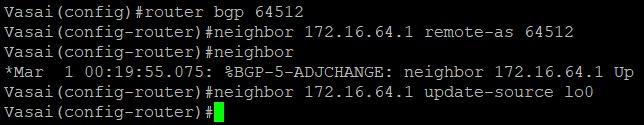 Vasai(config)#router bgp 64512
Vasai(config-router)#neighbor 172.16.64.1 remote-as 64512
Vasai(config-router)#neighbor
*Mar  1 00:19:55.075: %BGP-5-ADJCHANGE: neighbor 172.16.64.1 Up
Vasai(config-router)#neighbor 172.16.64.1 update-source lo0
Vasai(config-router)#